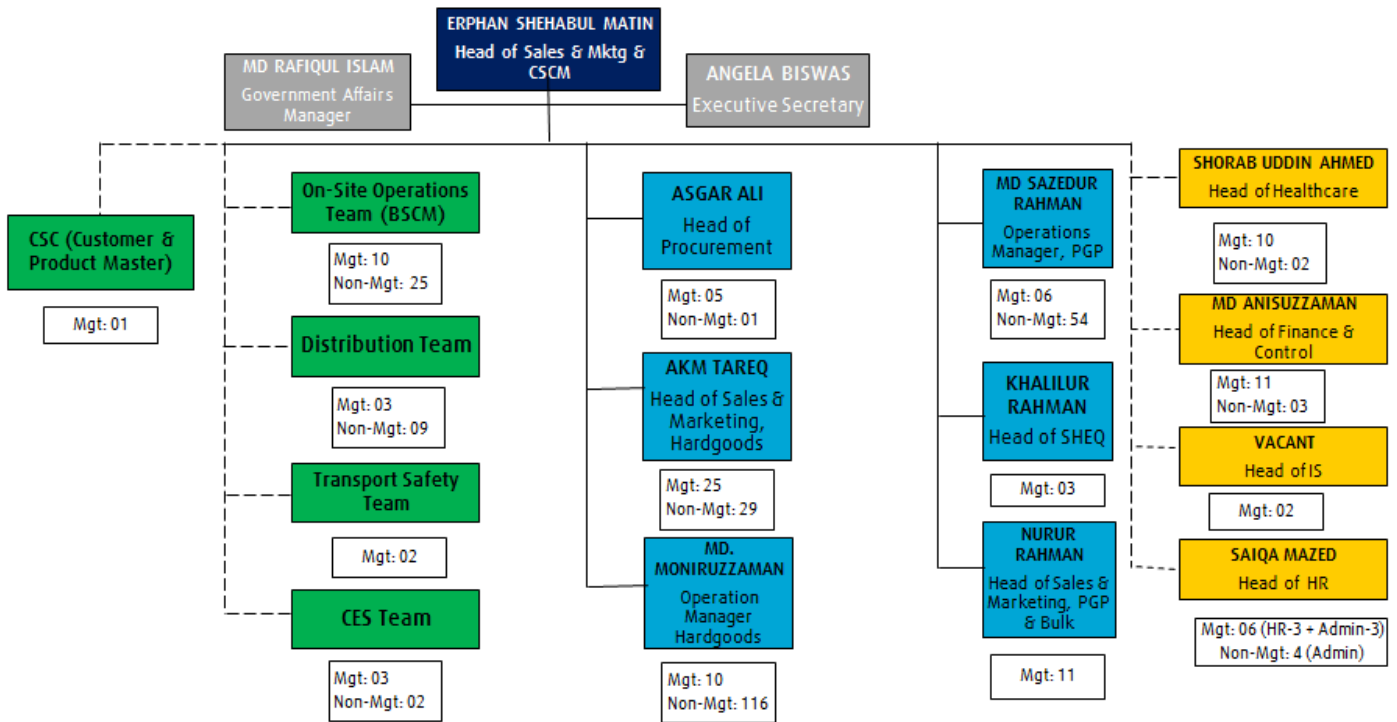 ERPHAN SHEHABUL MATIN
Head of Sales & Mktg &
CSCM
MD RAFIQUL ISLAM
Government Affairs
Manager
ANGELA BISWAS
Executive Secretary
CSC (Customer &
Product Master)
Mgt: 01
On-Site Operations
Team (BSCM)
Mgt: 10
Non-Mgt: 25
Distribution Team
Mgt: 03
Non-Mgt: 09
Transport Safety
Team
Mgt: 02
CES Team
Mgt: 03
Non-Mgt: 02
ASGAR ALI
Head of
Procurement
Mgt: 05
Non-Mgt: 01
AKM TAREQ
Head of Sales &
Marketing,
Hardgoods
Mgt: 25
Non-Mgt: 29
MD.
MONIRUZZAMAN
Operation
Manager
Hardgoods
Mgt: 10
Non-Mgt: 116
MD SAZEDUR
RAHMAN
Operations
Manager, PGP
Mgt: 06
Non-Mgt: 54
KHALILUR
RAHMAN
Head of SHEQ
Mgt: 03
NURUR
RAHMAN
Head of Sales &
Marketing, PGP
& Bulk
Mgt: 11
SHORAB UDDIN AHMED
Head of Healthcare
Mgt: 10
Non-Mgt: 02
MD ANISUZZAMAN
Head of Finance &
Control
Mgt: 11
Non-Mgt: 03
VACANT
Head of IS
Mgt: 02
SAIQA MAZED
Head of HR
Mgt: 06 (HR-3 + Admin-3)
Non-Mgt: 4 (Admin)